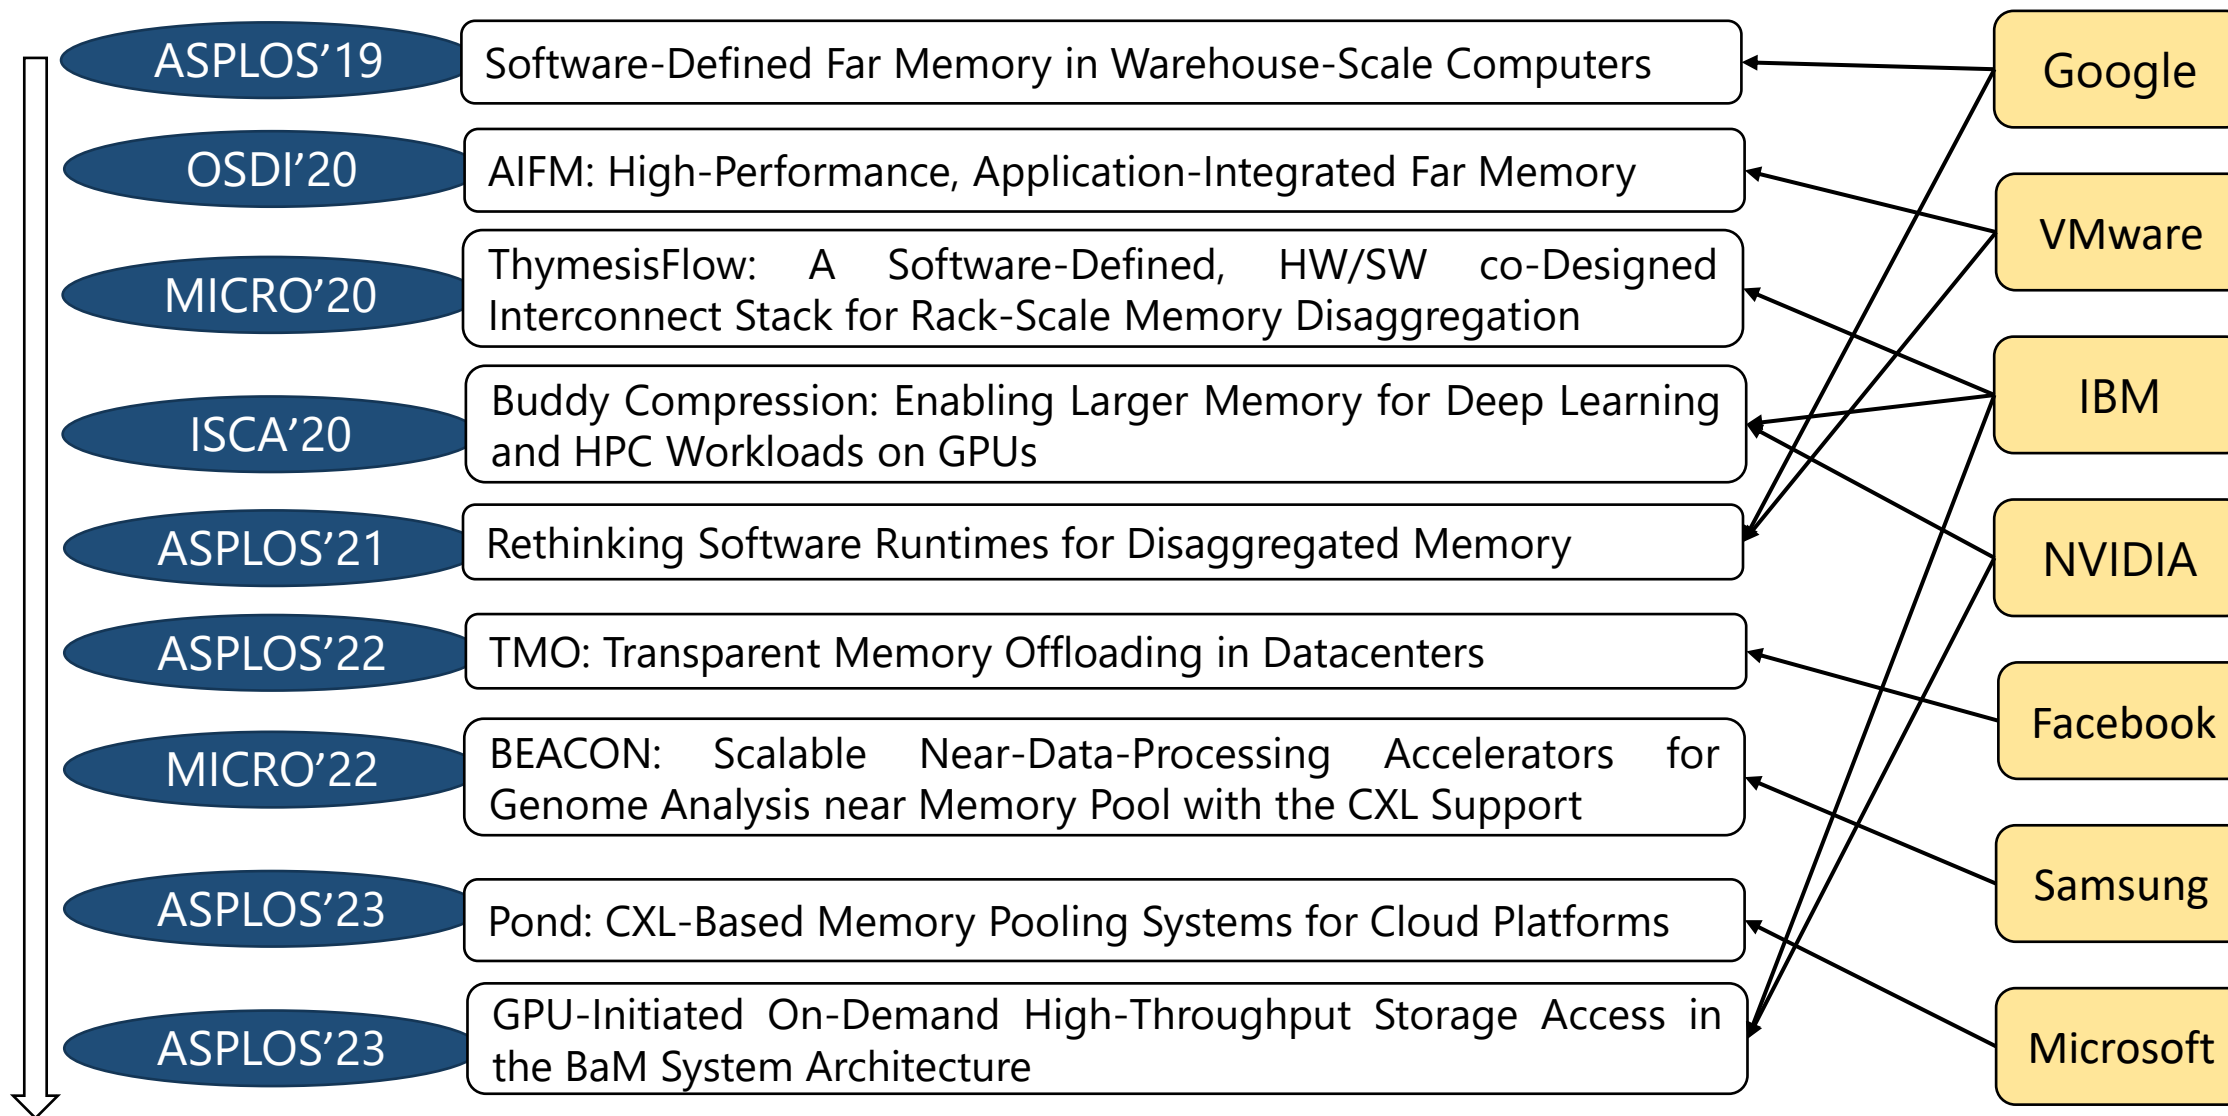 ASPLOS’19
Software-Defined Far Memory in Warehouse-Scale Computers
OSDI’20
AIFM: High-Performance, Application-Integrated Far Memory
MICRO’20
ThymesisFlow: A Software-Defined, HW/SW co-Designed
Interconnect Stack for Rack-Scale Memory Disaggregation
ISCA’20
Buddy Compression: Enabling Larger Memory for Deep Learning
and HPC Workloads on GPUs
ASPLOS’21
Rethinking Software Runtimes for Disaggregated Memory
ASPLOS’22
TMO: Transparent Memory Offloading in Datacenters
MICRO’22
BEACON: Scalable Near-Data-Processing Accelerators for
Genome Analysis near Memory Pool with the CXL Support
ASPLOS’23
Pond: CXL-Based Memory Pooling Systems for Cloud Platforms
ASPLOS’23
GPU-Initiated On-Demand High-Throughput Storage Access in
the BaM System Architecture
Google
VMware
IBM
NVIDIA
Facebook
Samsung
Microsoft